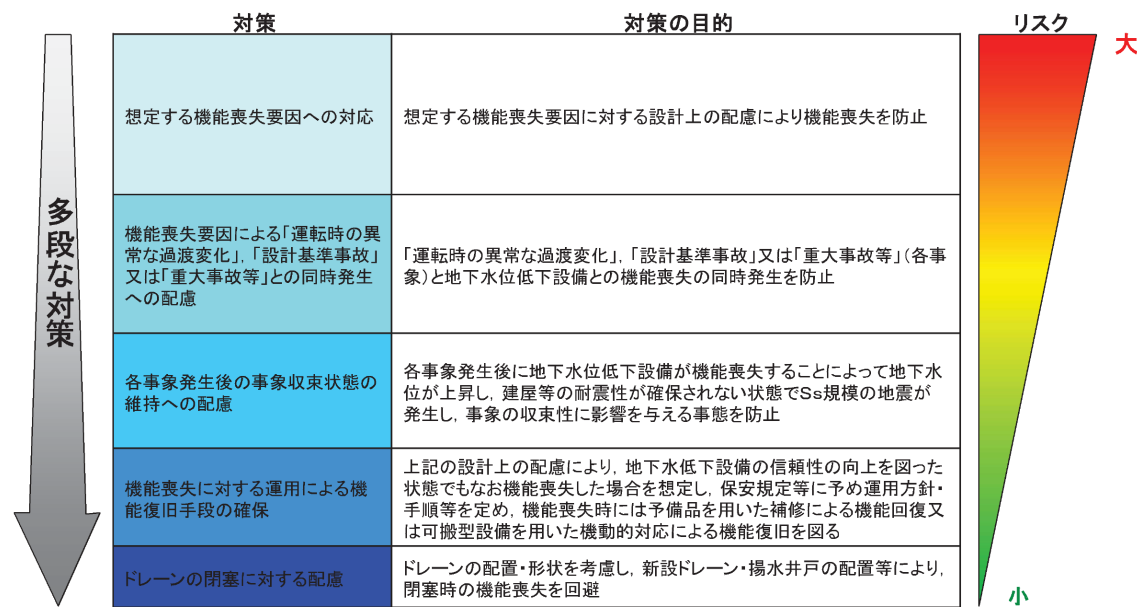 対策
対策の目的
リスク
大
多段な対策
想定する機能喪失要因への対応
想定する機能喪失要因に対する設計上の配慮により機能喪失を防止
機能喪失要因による「運転時の異
常な過渡変化」，「設計基準事故」
又は「重大事故等」との同時発生
への配慮
「運転時の異常な過渡変化」，「設計基準事故」又は「重大事故等」（各事
象）と地下水位低下設備との機能喪失の同時発生を防止
各事象発生後の事象収束状態の
維持への配慮
各事象発生後に地下水位低下設備が機能喪失することによって地下水
位が上昇し，建屋等の耐震性が確保されない状態でSs規模の地震が
発生し，事象の収束性に影響を与える事態を防止
機能喪失に対する運用による機
能復旧手段の確保
上記の設計上の配慮により，地下水低下設備の信頼性の向上を図った
状態でもなお機能喪失した場合を想定し，保安規定等に予め運用方針・
手順等を定め，機能喪失時には予備品を用いた補修による機能回復又
は可搬型設備を用いた機動的対応による機能復旧を図る
ドレーンの閉塞に対する配慮
ドレーンの配置・形状を考慮し，新設ドレーン・揚水井戸の配置等により，
閉塞時の機能喪失を回避
小